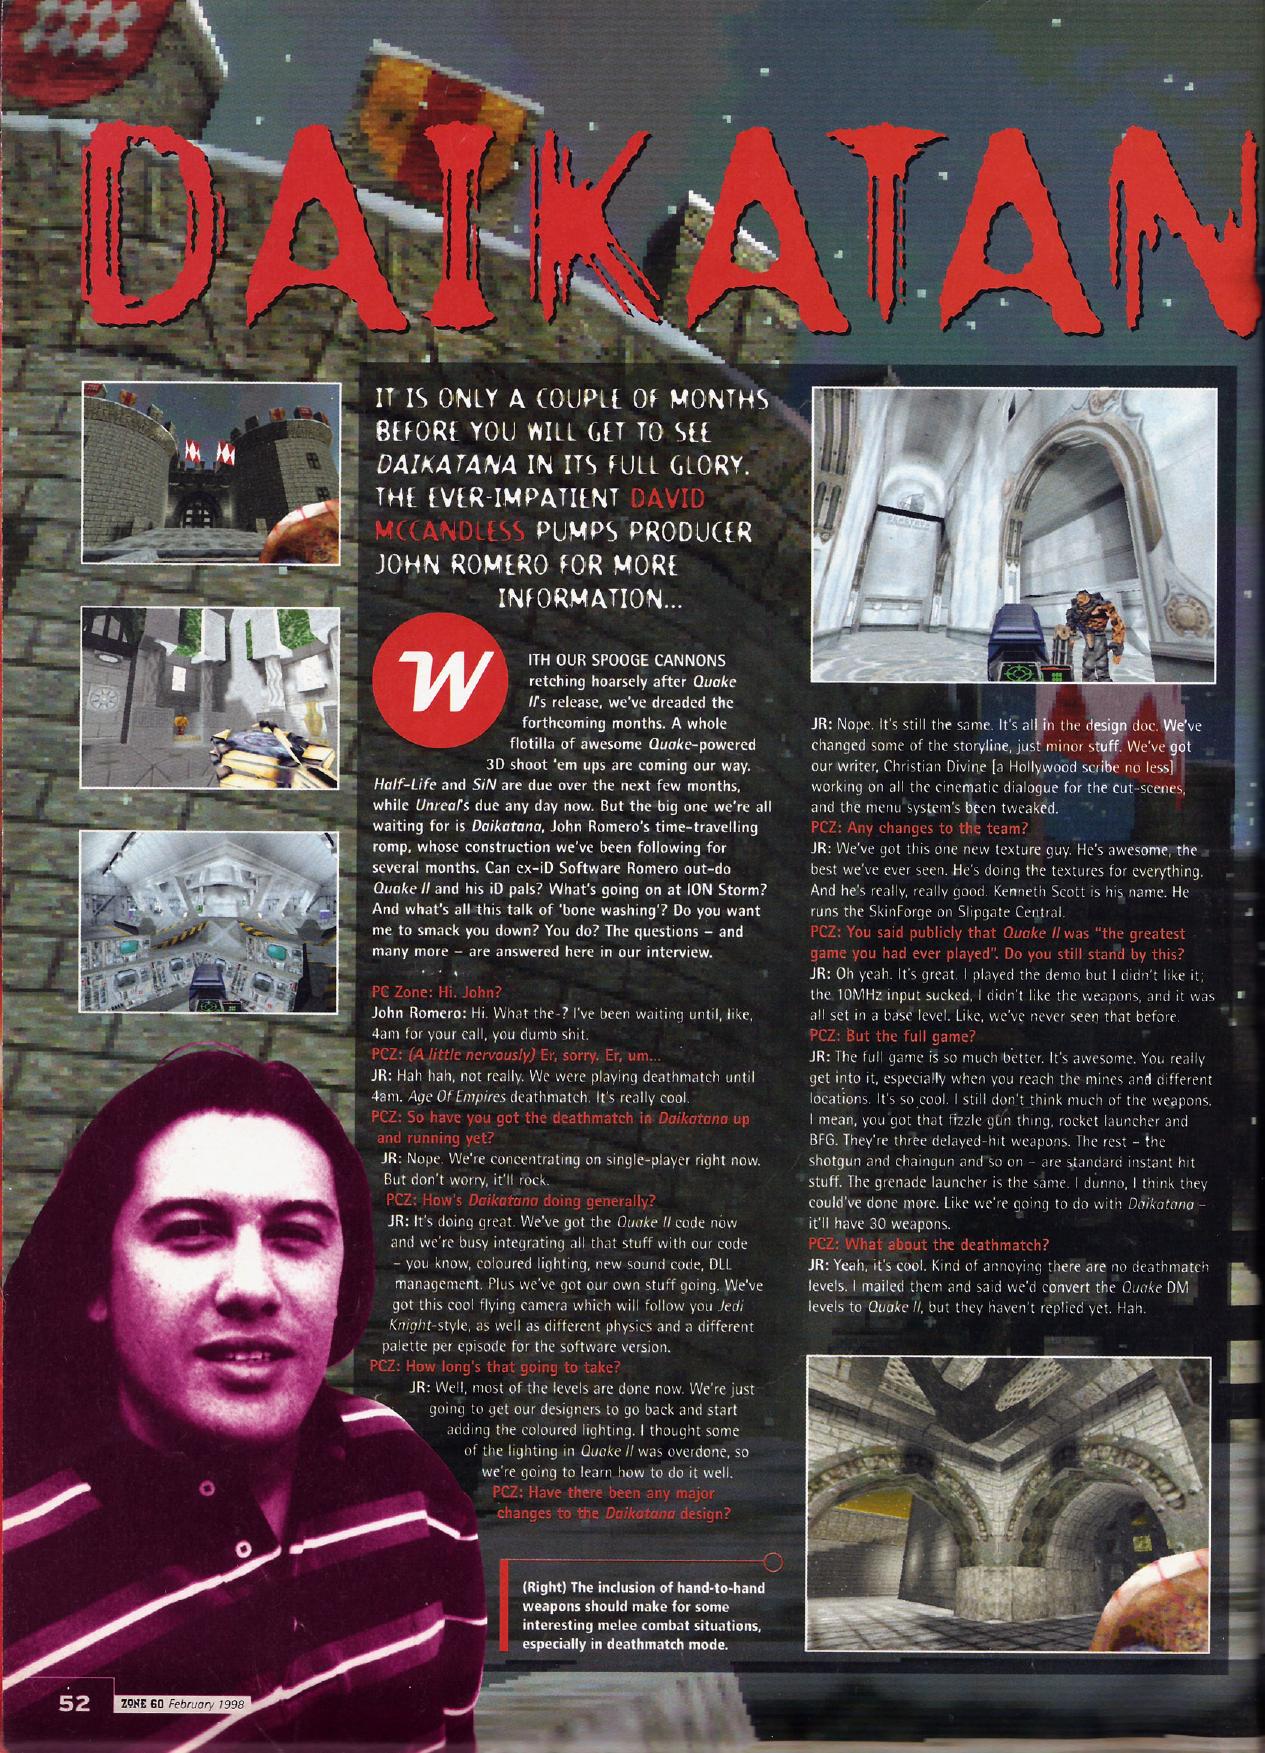 DAIKATAN
IT IS ONLY A COUPLE OF MONTHS
BEFORE YOU WILL GET TO SEE
DAIKATANA IN ITS FULL GLORY.
THE EVER-IMPATIENT DAVID
MCCANDLESS PUMPS PRODUCER
JOHN ROMERO FOR MORE
INFORMATION...
WITH OUR SPOOGE CANNONS
retching hoarsely after Quake
II's release, we've dreaded the
forthcoming months. A whole
flotilla of awesome Quake-powered
3D shoot 'em ups are coming our way.
Half-Life and SiN are due over the next few months,
while Unreal's due any day now. But the big one we're all
waiting for is Daikatana, John Romero's time-travelling
romp, whose construction we've been following for
several months. Can ex-iD Software Romero out-do
Quake II and his iD pals? What's going on at ION Storm?
And what's all this talk of 'bone washing'? Do you want
me to smack you down? You do? The questions – and
many more – are answered here in our interview.
PC Zone: Hi. John?
John Romero: Hi. What the-? I've been waiting until, like,
4am for your call, you dumb shit.
PCZ: (A little nervously) Er, sorry. Er, um...
JR: Hah hah, not really. We were playing deathmatch until
4am. Age Of Empires deathmatch. It's really cool.
PCZ: So have you got the deathmatch in Daikatana up
and running yet?
JR: Nope. We're concentrating on single-player right now.
But don't worry, it'll rock.
PCZ: How's Daikatana doing generally?
JR: It's doing great. We've got the Quake II code now
and we're busy integrating all that stuff with our code
– you know, coloured lighting, new sound code, DLL
management. Plus we've got our own stuff going. We've
got this cool flying camera which will follow you Jedi
Knight-style, as well as different physics and a different
palette per episode for the software version.
PCZ: How long's that going to take?
JR: Well, most of the levels are done now. We're just
going to get our designers to go back and start
adding the coloured lighting. I thought some
of the lighting in Quake II was overdone, so
we're going to learn how to do it well.
PCZ: Have there been any major
changes to the Daikatana design?
(Right) The inclusion of hand-to-hand
weapons should make for some
interesting melee combat situations,
especially in deathmatch mode.
JR: Nope. It's still the same. It's all in the design doc. We've
changed some of the storyline, just minor stuff. We've got
our writer, Christian Divine [a Hollywood scribe no less]
working on all the cinematic dialogue for the cut-scenes,
and the menu system's been tweaked.
PCZ: Any changes to the team?
JR: We've got this one new texture guy. He's awesome, the
best we've ever seen. He's doing the textures for everything.
And he's really, really good. Kenneth Scott is his name. He
runs the SkinForge on Slipgate Central.
PCZ: You said publicly that Quake II was "the greatest
game you had ever played". Do you still stand by this?
JR: Oh yeah. It's great. I played the demo but I didn't like it;
the 10MHz input sucked, I didn't like the weapons, and it was
all set in a base level. Like, we've never seen that before.
PCZ: But the full game?
JR: The full game is so much better. It's awesome. You really
get into it, especially when you reach the mines and different
locations. It's so cool. I still don't think much of the weapons.
I mean, you got that fizzle gun thing, rocket launcher and
BFG. They're three delayed-hit weapons. The rest – the
shotgun and chaingun and so on – are standard instant hit
stuff. The grenade launcher is the same. I dunno, I think they
could've done more. Like we're going to do with Daikatana –
it'll have 30 weapons.
PCZ: What about the deathmatch?
JR: Yeah, it's cool. Kind of annoying there are no deathmatch
levels. I mailed them and said we'd convert the Quake DM
levels to Quake II, but they haven't replied yet. Hah.
52 ZONE 60 February 1998